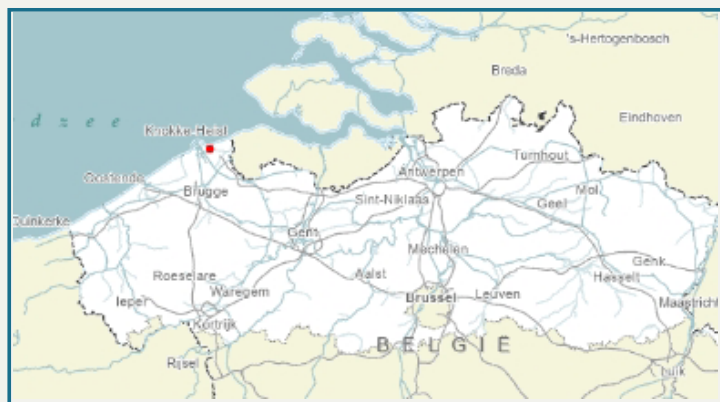 's-Hertogenbosch
Breda
Eindhoven
d z e e
Knokke-Heist
Turnhout
Antwerpen
Oostende
Brugge
Mol
Sint-Niklaas
Geel
Duinkerke
Gent
Mechelen
Genk
Roeselare
Aalst
Hasselt
Waregem
Brussel
Leuven
Ieper
Maastricht
Kortrijk
BELGIË
Rijsel
Luik